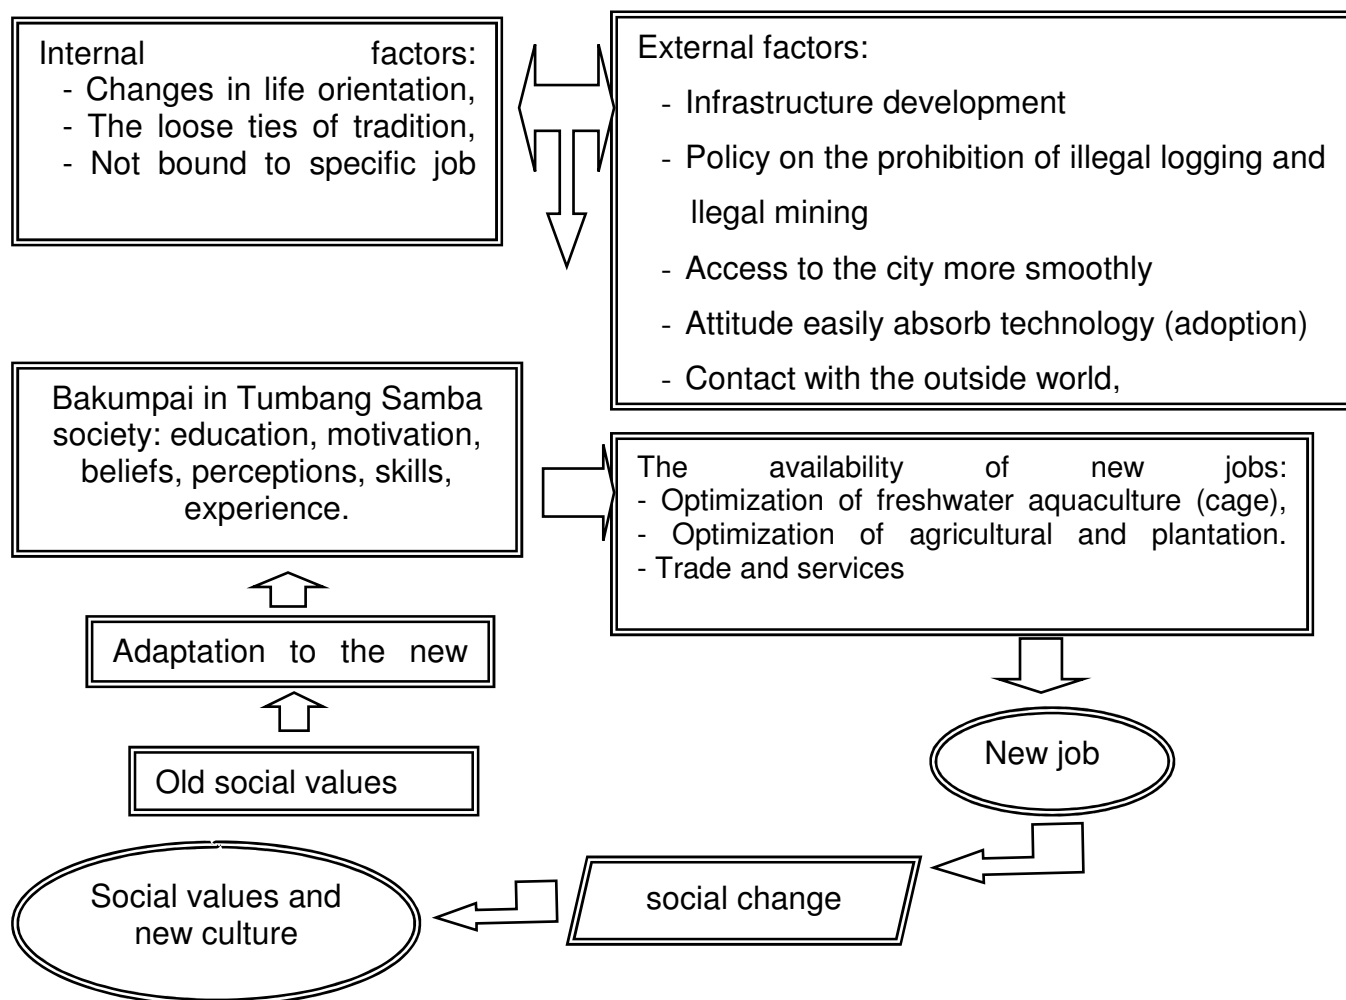 Internal factors:
- Changes in life orientation,
- The loose ties of tradition,
- Not bound to specific job
External factors:
- Infrastructure development
- Policy on the prohibition of illegal logging and
llegal mining
- Access to the city more smoothly
- Attitude easily absorb technology (adoption)
- Contact with the outside world,
Bakumpai in Tumbang Samba
society: education, motivation,
beliefs, perceptions, skills,
experience.
The availability of new jobs:
- Optimization of freshwater aquaculture (cage),
- Optimization of agricultural and plantation.
- Trade and services
Adaptation to the new
Old social values
New job
social change
Social values and
new culture